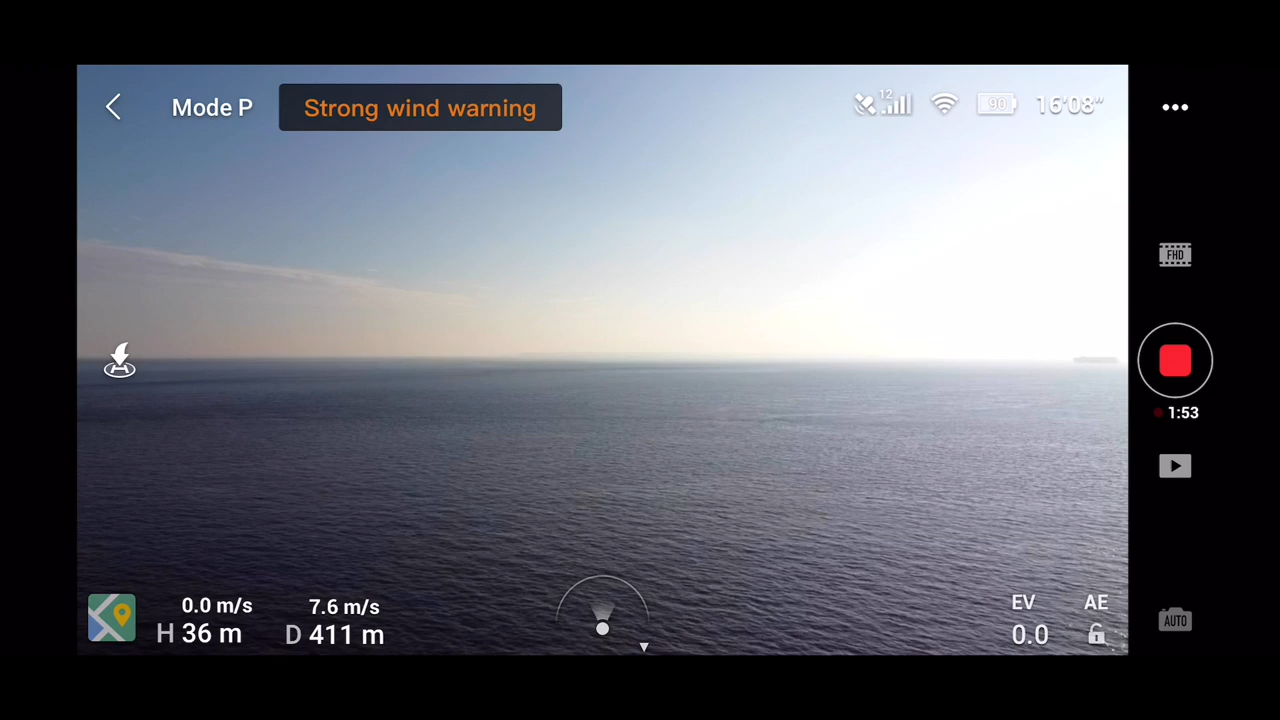 Mode P
Strong wind warning
12
90
16'08"
FHD
1:53
0.0 m/s
7.6 m/s
H 36 m
D 411 m
EV
AE
0.0
AUTO